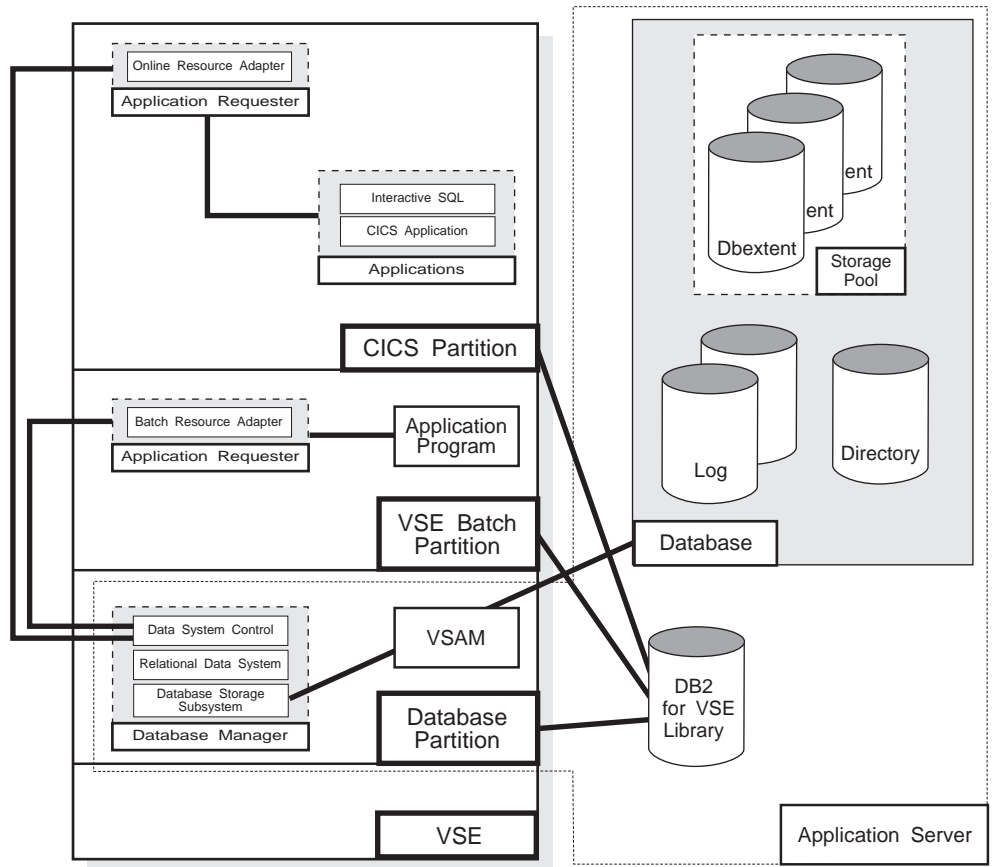 Online Resource Adapter
Application Requester
Interactive SQL
CICS Application
Applications
CICS Partition
Batch Resource Adapter
Application Requester
Application
Program
VSE Batch
Partition
Data System Control
Relational Data System
Database Storage
Subsystem
Database Manager
VSAM
Database
Partition
VSE
ent
ent
Dbextent
Storage
Pool
Log
Directory
Database
DB2
for VSE
Library
Application Server